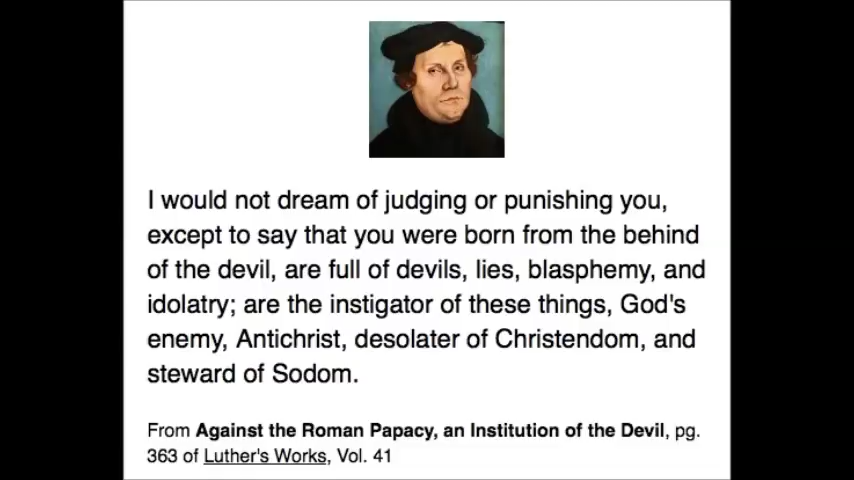 I would not dream of judging or punishing you,
except to say that you were born from the behind
of the devil, are full of devils, lies, blasphemy, and
idolatry; are the instigator of these things, God's
enemy, Antichrist, desolater of Christendom, and
steward of Sodom.
From Against the Roman Papacy, an Institution of the Devil, pg.
363 of Luther's Works, Vol. 41